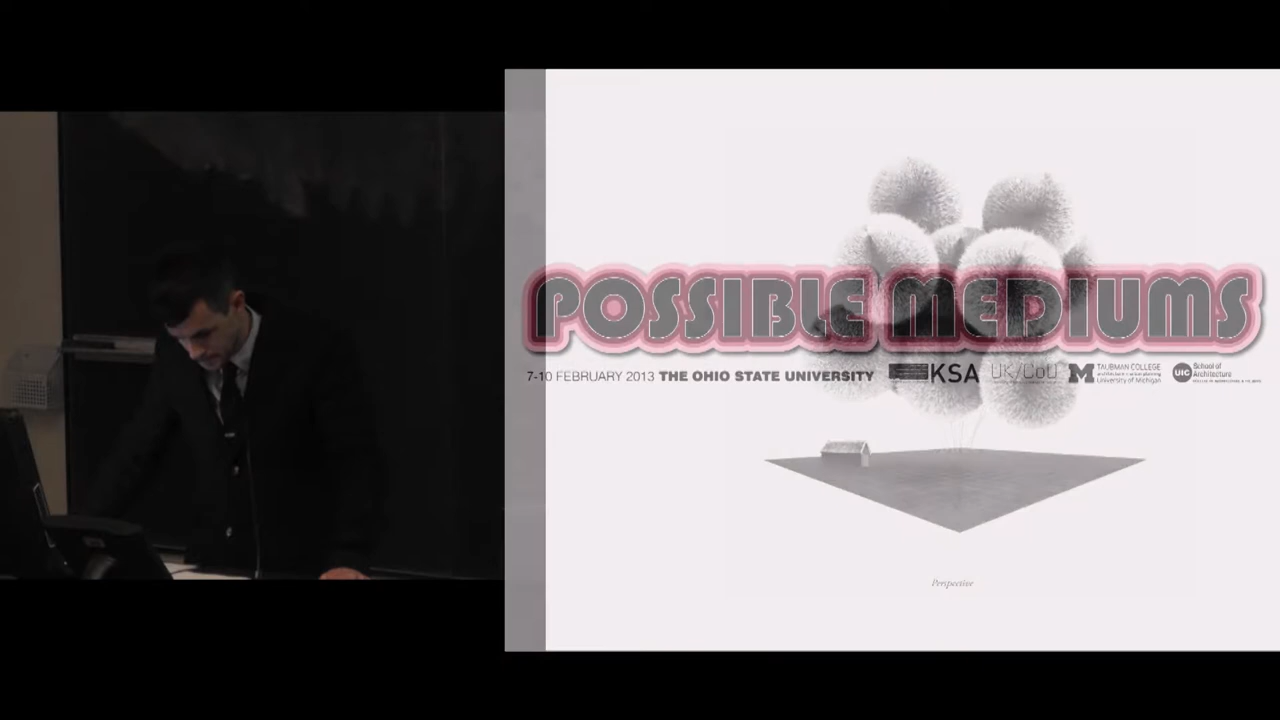 POSSIBLE MEDIUMS
7-10 FEBRUARY 2013 THE OHIO STATE UNIVERSITY KSA UK/CoD M TAUBMAN COLLEGE
University of Michigan
UIC School of
Architecture
Perspective